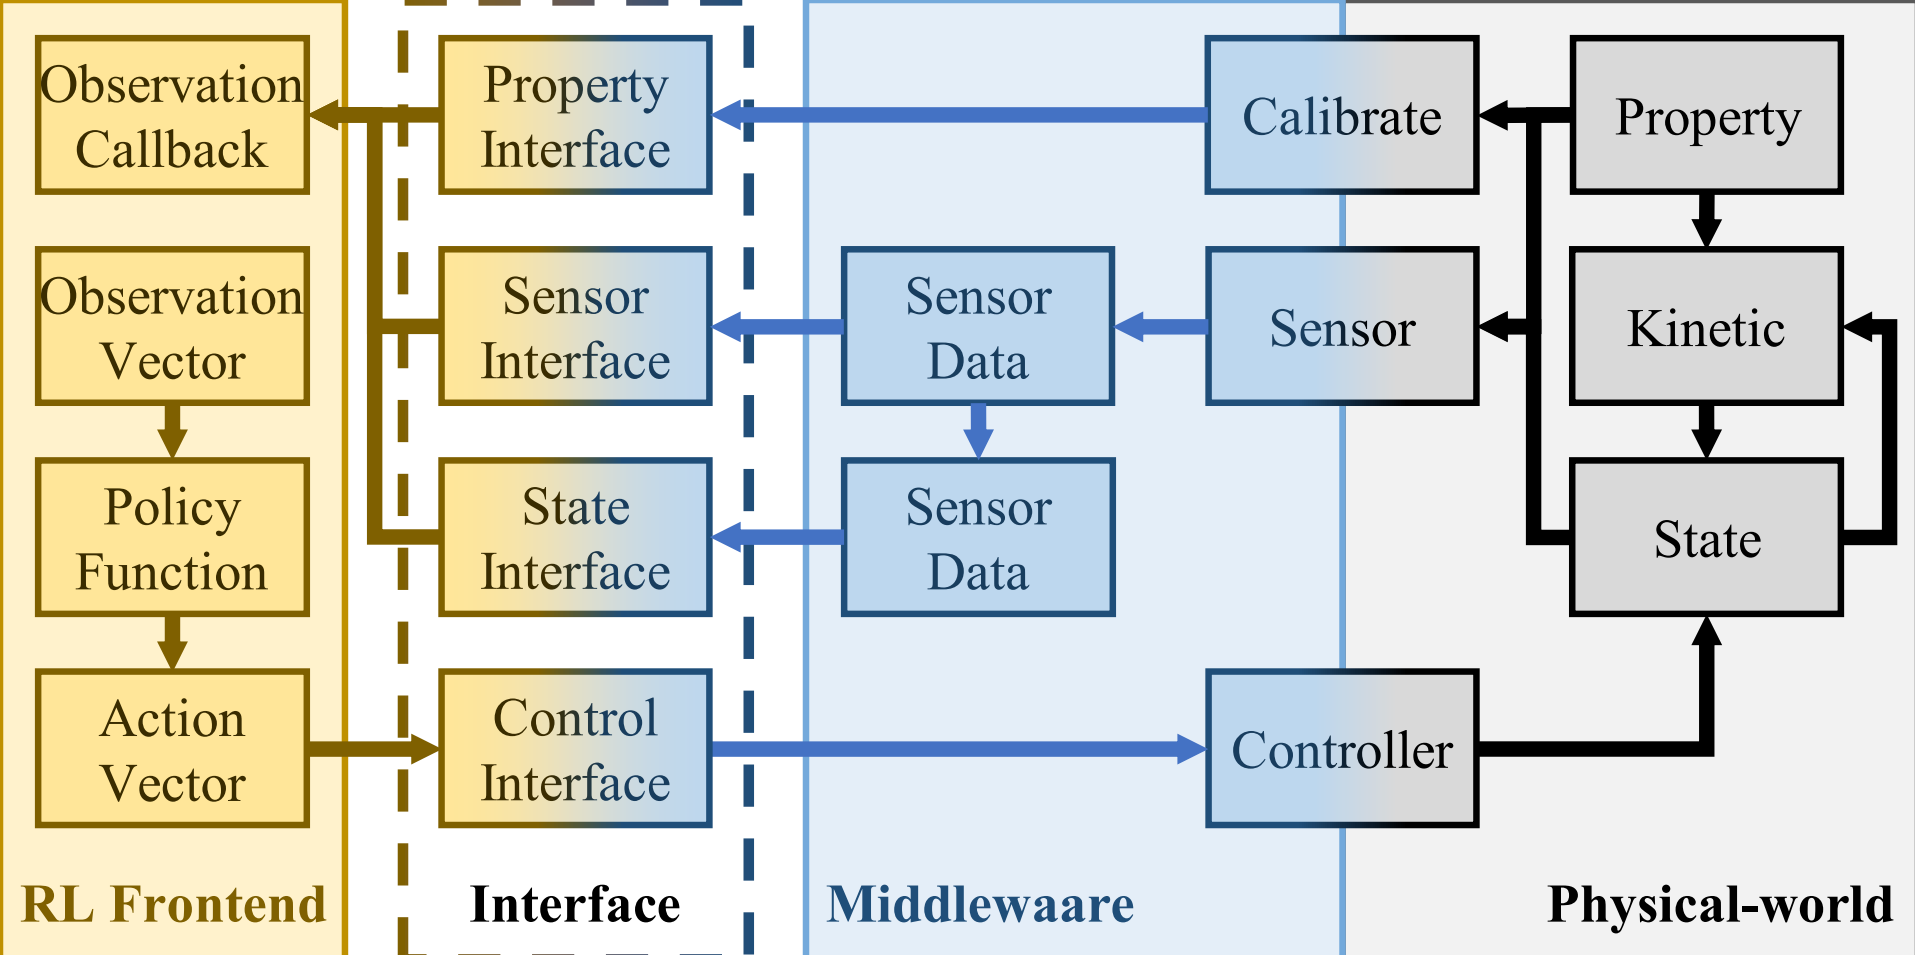 Observation
Callback
Property
Interface
Calibrate
Property
Observation
Vector
Sensor
Interface
Sensor
Data
Sensor
Kinetic
Policy
Function
State
Interface
Sensor
Data
State
Action
Vector
Control
Interface
Controller
RL Frontend
Interface
Middlewaare
Physical-world